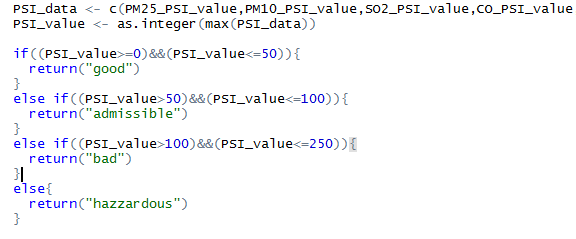 PSI_data <- c(PM25_PSI_value,PM10_PSI_value,SO2_PSI_value,CO_PSI_value
PSI_value <- as.integer(max(PSI_data))
if((PSI_value>=0)&&(PSI_value<=50)){
return("good")
}
else if((PSI_value>50)&&(PSI_value<=100)){
return("admissible")
}
else if((PSI_value>100)&&(PSI_value<=250)){
return("bad")
}
else{
return("hazzardous")
}